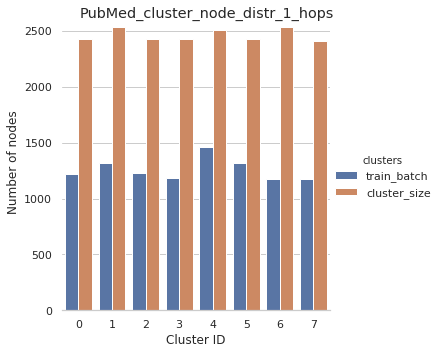 PubMed_cluster_node_distr_1_hops
2500
2000
1500
1000
500
0
Number of nodes
0 1 2 3 4 5 6 7
Cluster ID
clusters
train_batch
cluster_size